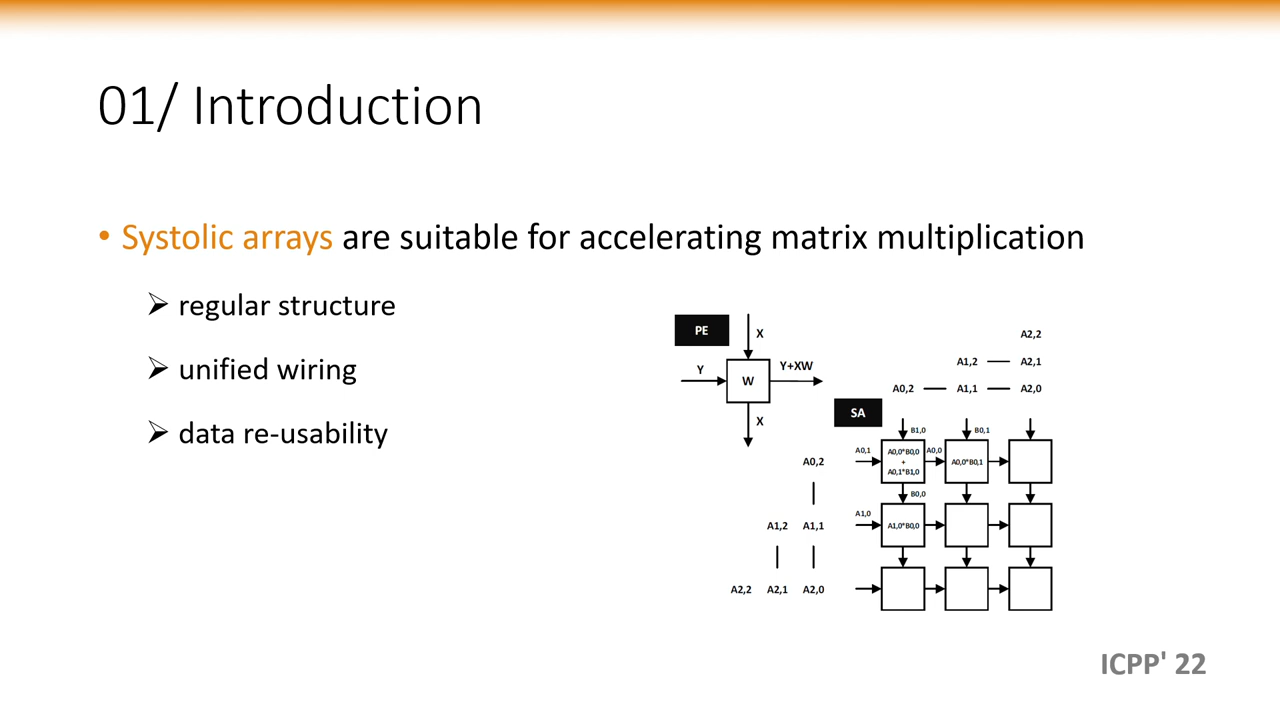 01/ Introduction
• Systolic arrays are suitable for accelerating matrix multiplication
➢ regular structure
➢ unified wiring
➢ data re-usability
PE
X
Y
W
Y+XW
X
SA
A2,2
A1,2 — A2,1
A0,2 — A1,1 — A2,0
B1,0
B0,1
A0,1
A0,0*B0,0
+
A0,1*B1,0
A0,0
A0,0*B0,1
B0,0
A1,0
A1,0*B0,0
A0,2
A1,2 A1,1
A2,2 A2,1 A2,0
ICPP' 22